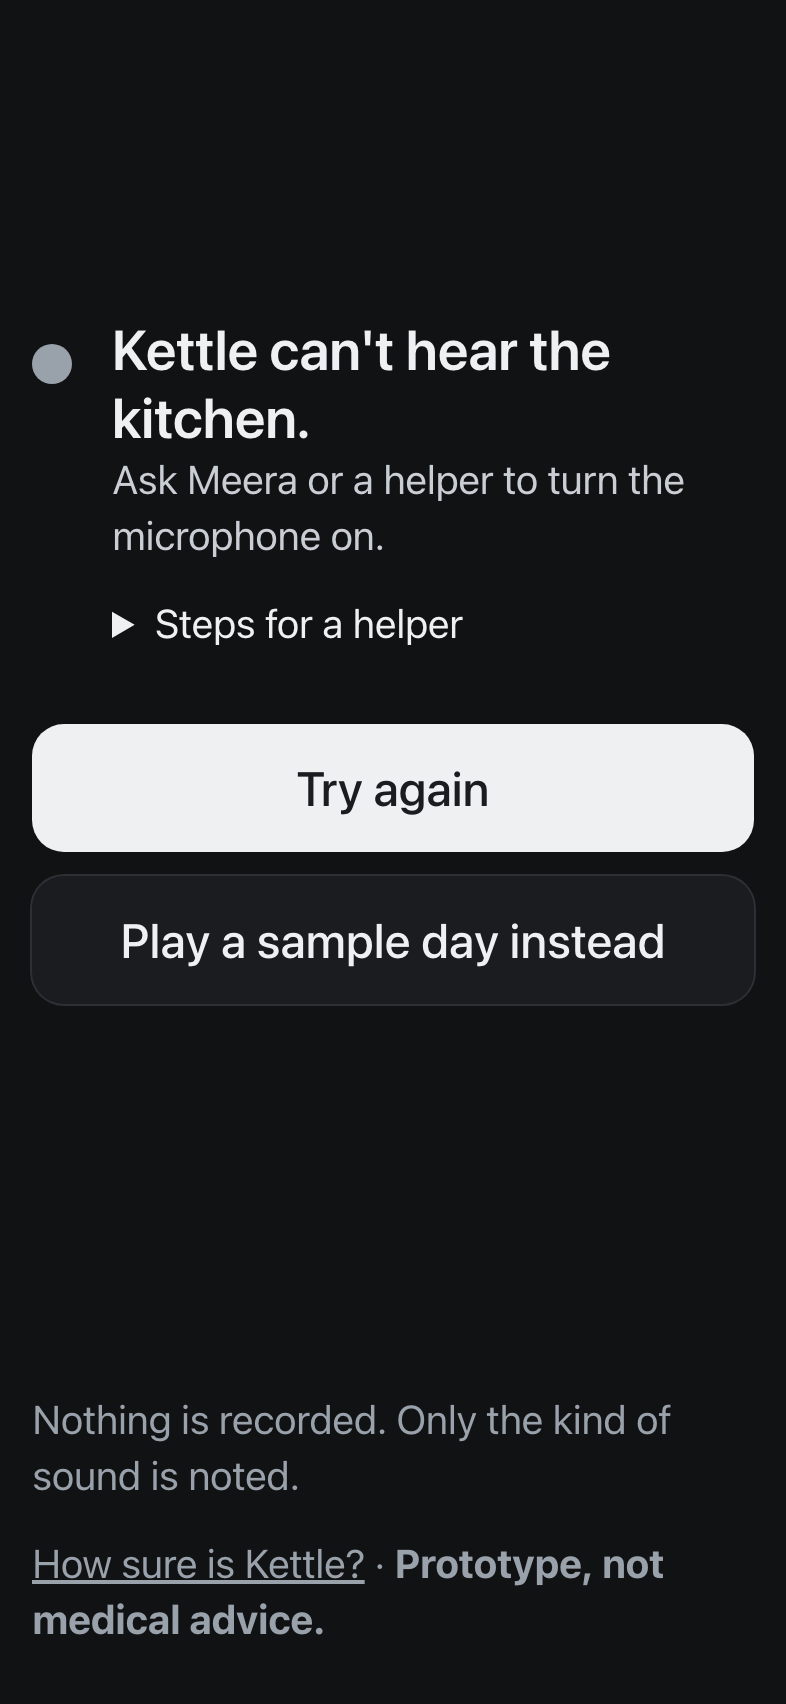 Kettle can't hear the
kitchen.
Ask Meera or a helper to turn the
microphone on.
Steps for a helper
Try again
Play a sample day instead
Nothing is recorded. Only the kind of
sound is noted.
How sure is Kettle? · Prototype, not
medical advice.